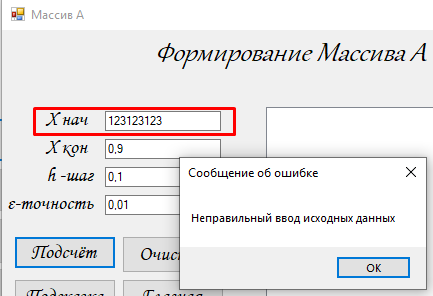 Массив А
Формирование Массива А
X нач 123123123
X кон 0,9
h -шаг 0,1
ε-точность 0,01
Подсчёт
Сообщение об ошибке
Неправильный ввод исходных данных
OK